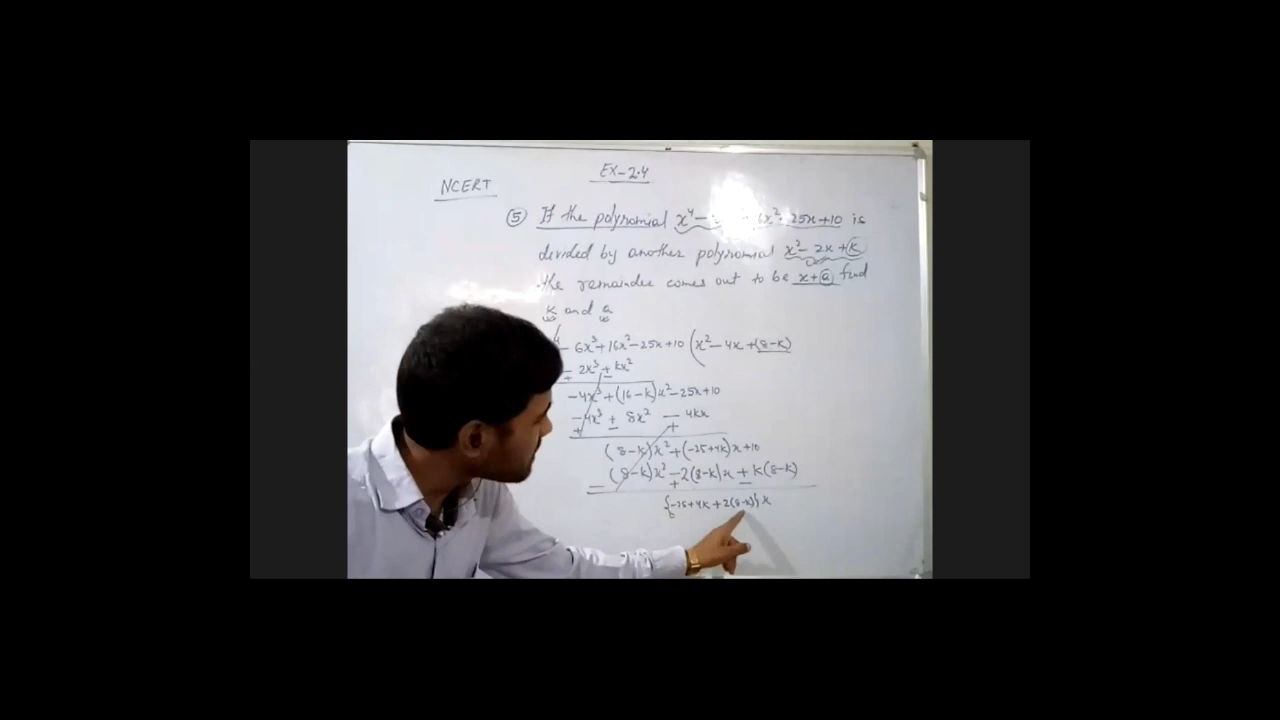 EX-2.4
NCERT
⑤ If the polynomial x⁴ - x² 25x+10 is
divided by another polynomial x²- 2x+k
the remainder comes out to be x+a find
k and a
- 6x³+16x²-25x+10 (x²-4x+(8-k)
+ - 2x³ + kx² -
-4x³+(16-k)x²-25x+10
-4x³ + 8x² - 4kx
+ - +
(8-k)x²+(-25+4k)x+10
(8-k)x²-2(8-k)x+k(8-k)
- + -
{-25+4k+2(8-k)}x